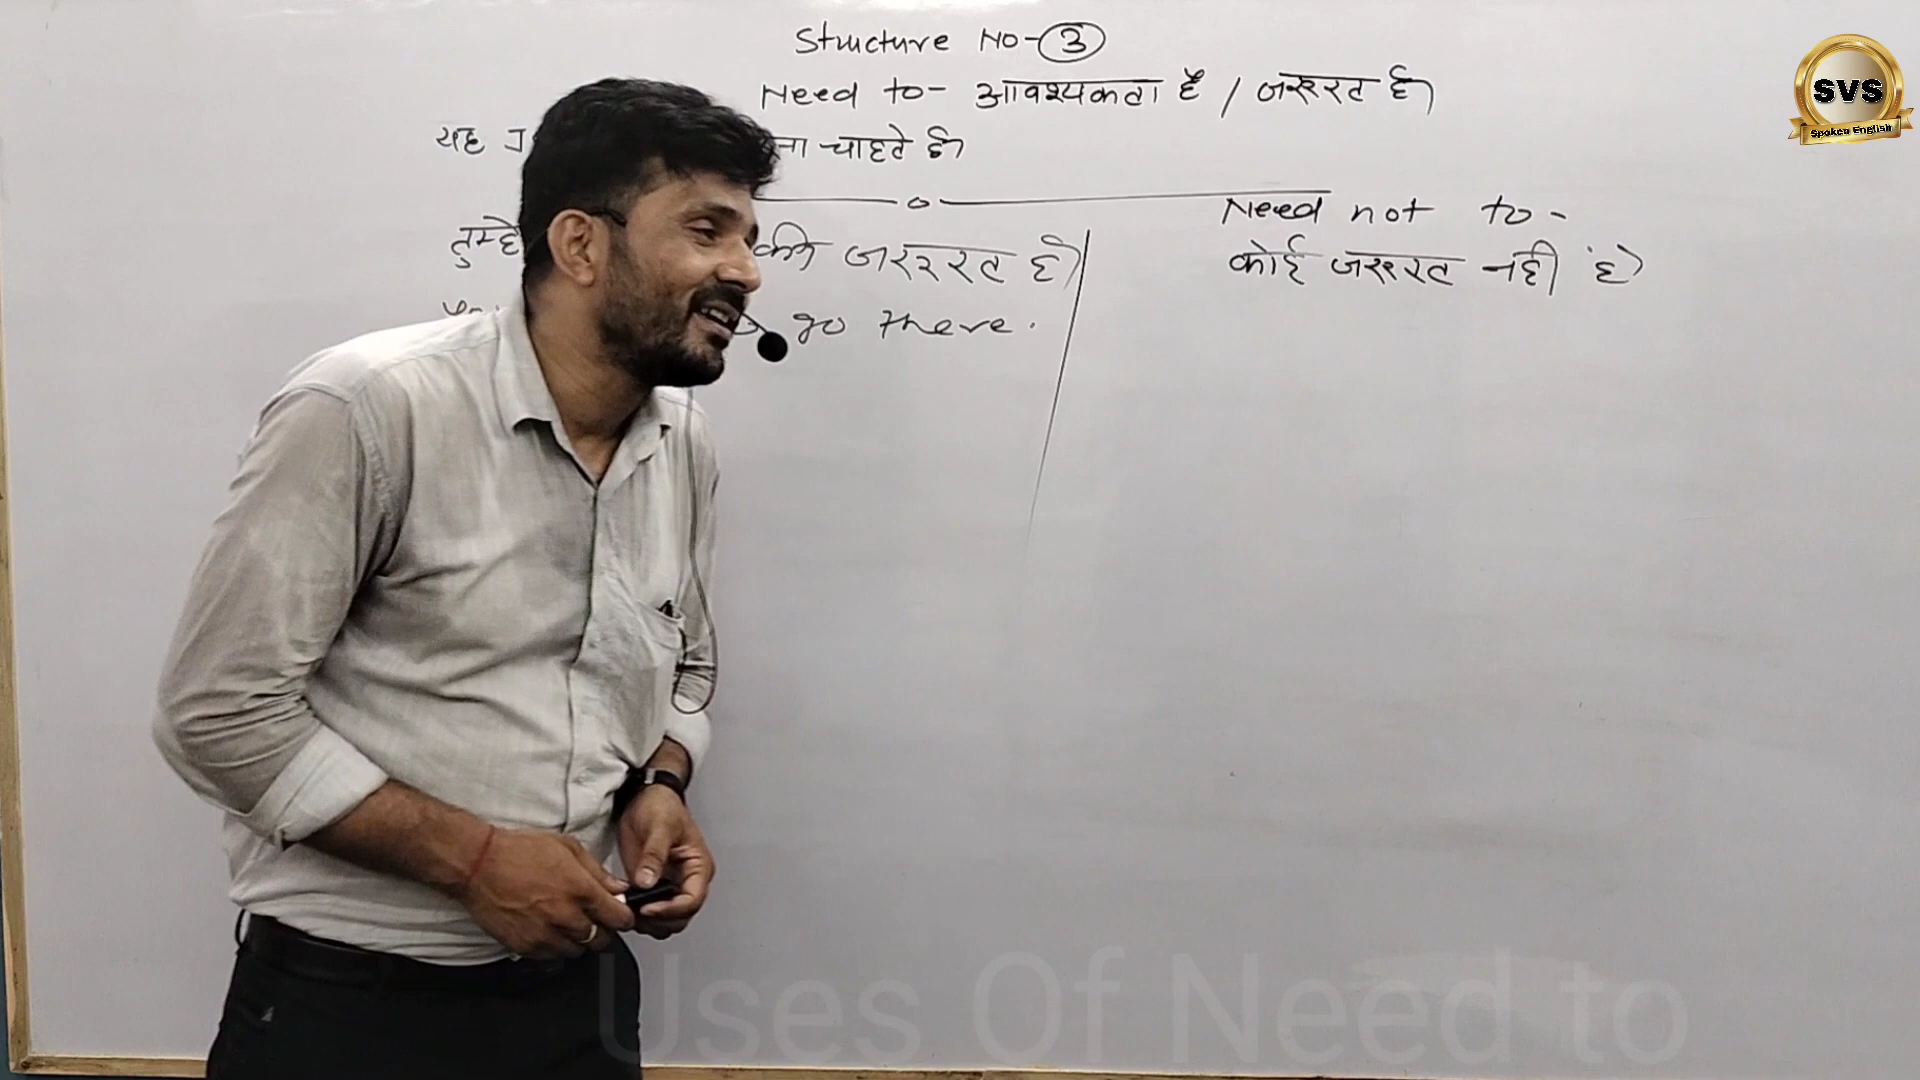 Structure No-3
Need to- आवश्यकता है / जरूरत है
यह ना चाहते है
Need not to -
तुम्हे की जरूरत है
कोई जरूरत नही है
go there.
SVS
Spoken English
Uses Of Need to